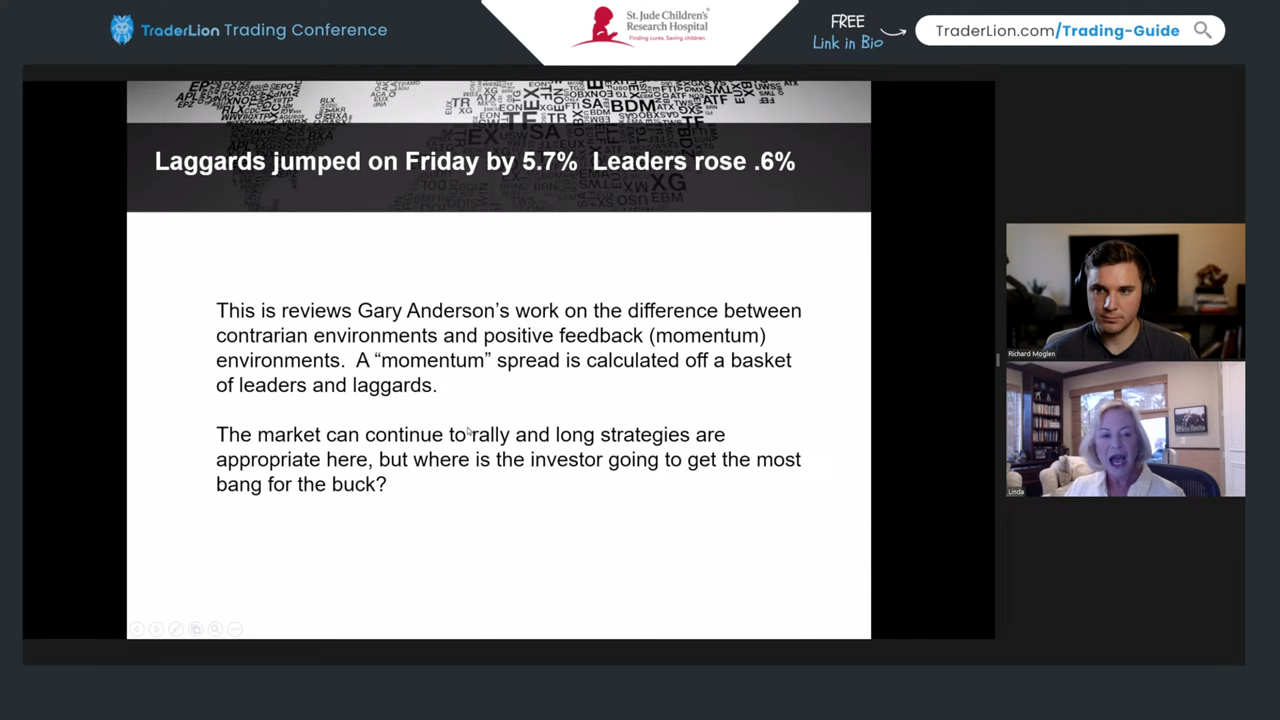 TraderLion Trading Conference
St. Jude Children's
Research Hospital
Finding cures. Saving children.
FREE
Link in Bio
TraderLion.com/Trading-Guide
Laggards jumped on Friday by 5.7%  Leaders rose .6%
This is reviews Gary Anderson's work on the difference between
contrarian environments and positive feedback (momentum)
environments.  A “momentum” spread is calculated off a basket
of leaders and laggards.
The market can continue to rally and long strategies are
appropriate here, but where is the investor going to get the most
bang for the buck?
Richard Moglen
Linda